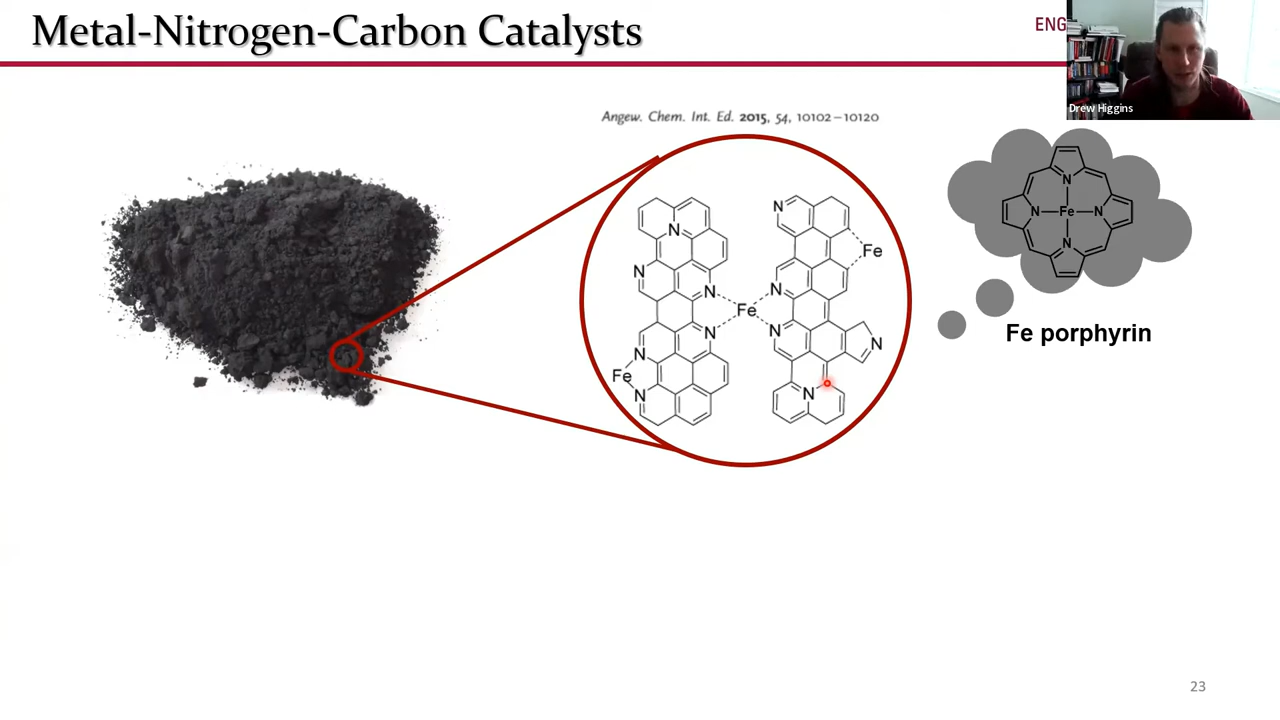 Metal-Nitrogen-Carbon Catalysts
ENG
Drew Higgins
Angew. Chem. Int. Ed. 2015, 54, 10102–10120
N
N
N
N
N
Fe
N
N
Fe
N
N
N
Fe
N
N
N
N
Fe
N
N
N
Fe porphyrin
23